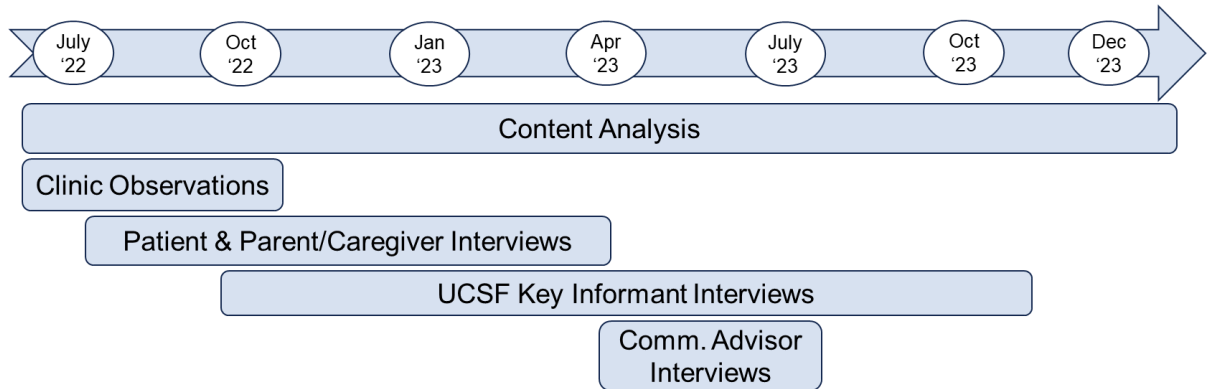 July
‘22
Oct
‘22
Jan
‘23
Apr
‘23
July
‘23
Oct
‘23
Dec
‘23
Content Analysis
Clinic Observations
Patient & Parent/Caregiver Interviews
UCSF Key Informant Interviews
Comm. Advisor
Interviews